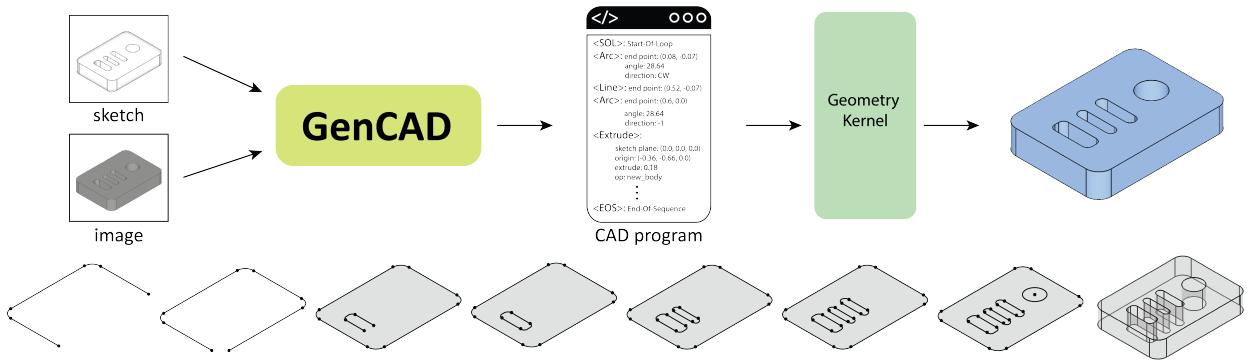 sketch
image
GenCAD
</>
<SOL>: Start-Of-Loop
<Arc>: end point: (0.08, -0.07)
angle: 28.64
direction: CW
<Line>: end point: (0.52, -0.07)
<Arc>: end point: (0.6, 0.0)
angle: 28.64
direction: -1
<Extrude>:
sketch plane: (0.0, 0.0, 0.0)
origin: (-0.36, -0.66, 0.0)
extrude: 0.18
op: new_body
<EOS>: End-Of-Sequence
CAD program
Geometry
Kernel